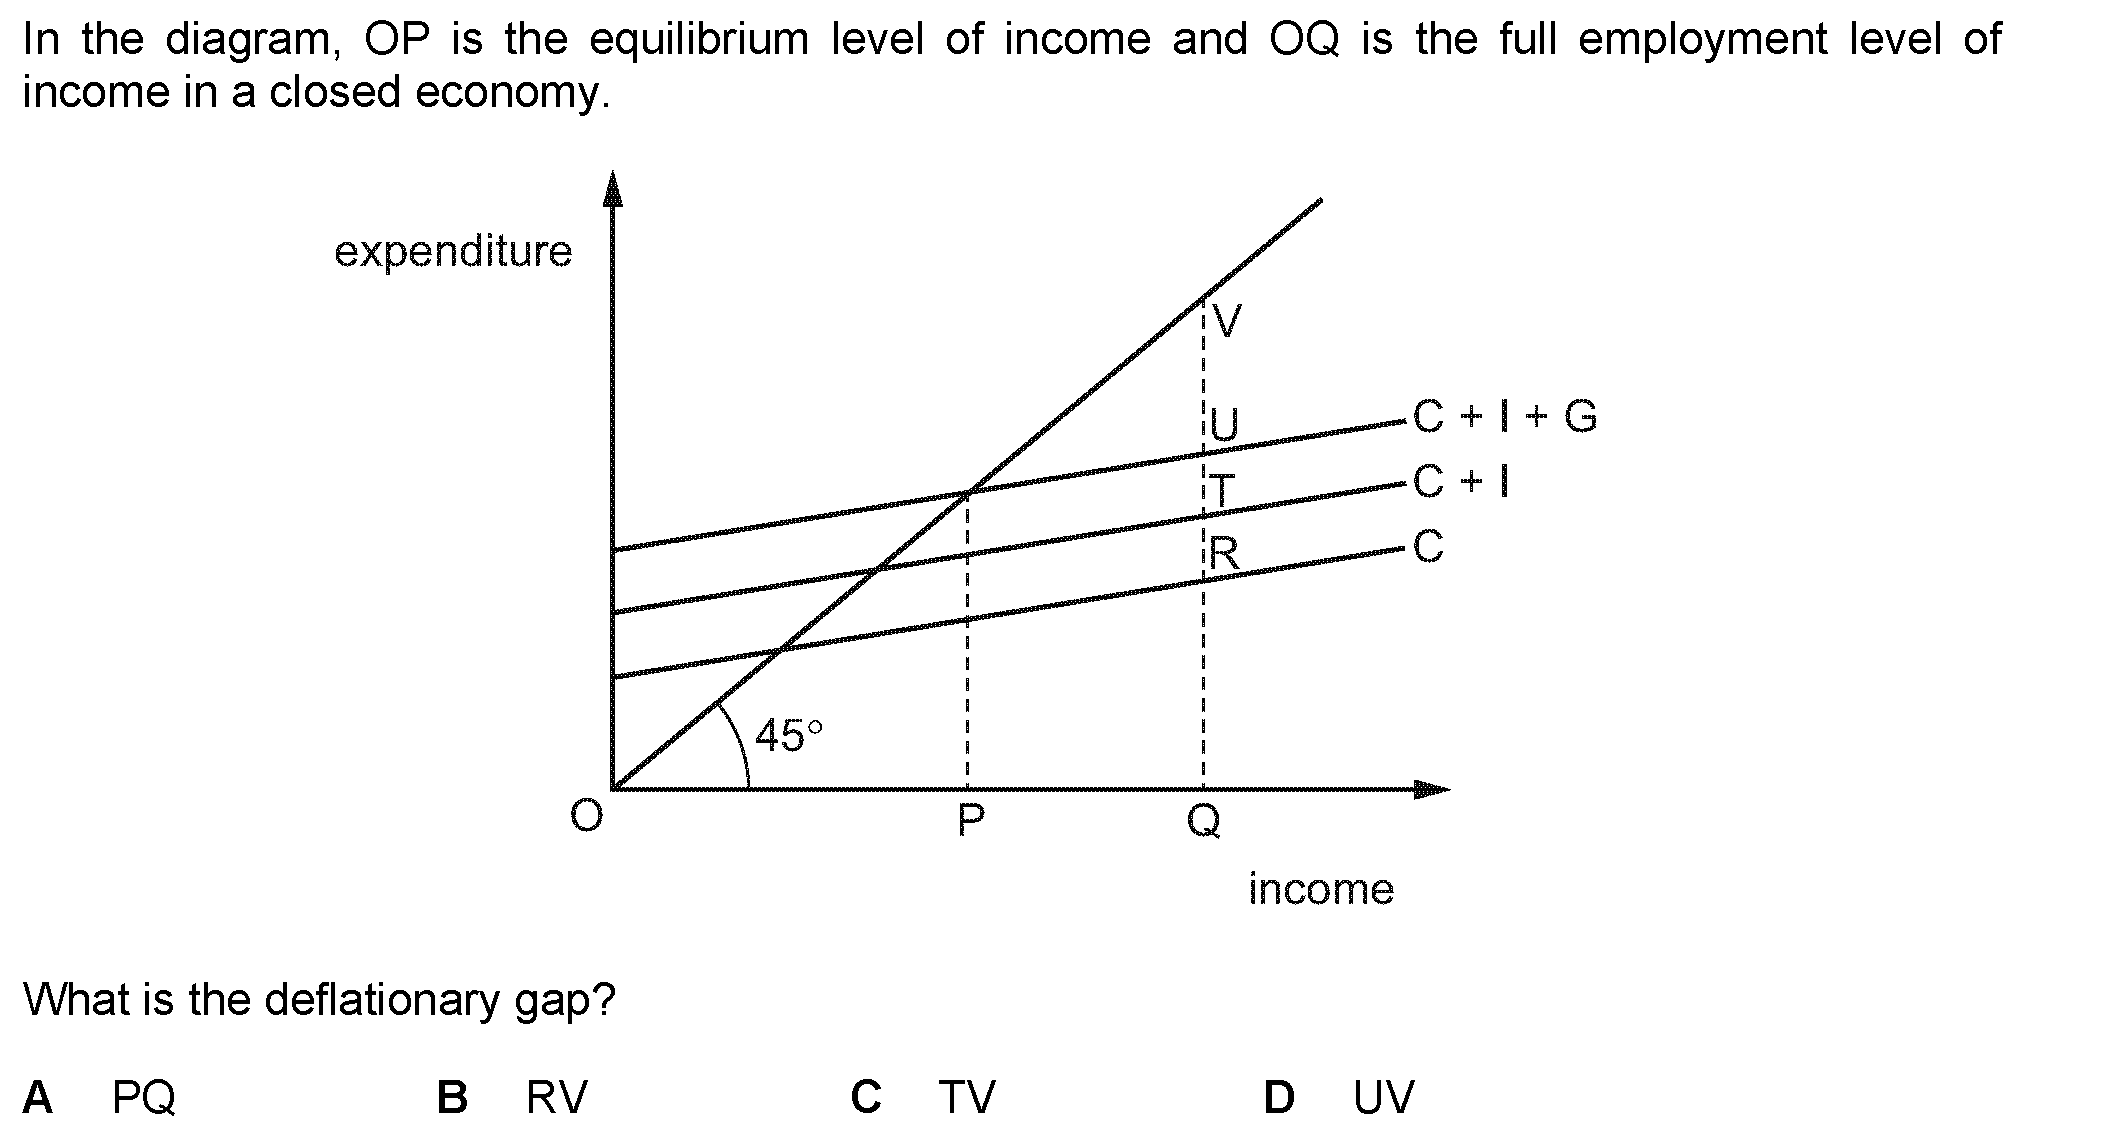 In the diagram, OP is the equilibrium level of income and OQ is the full employment level of
income in a closed economy.
expenditure
V
U
C + I + G
T
C + I
R
C
45°
O
P
Q
income
What is the deflationary gap?
A PQ B RV C TV D UV